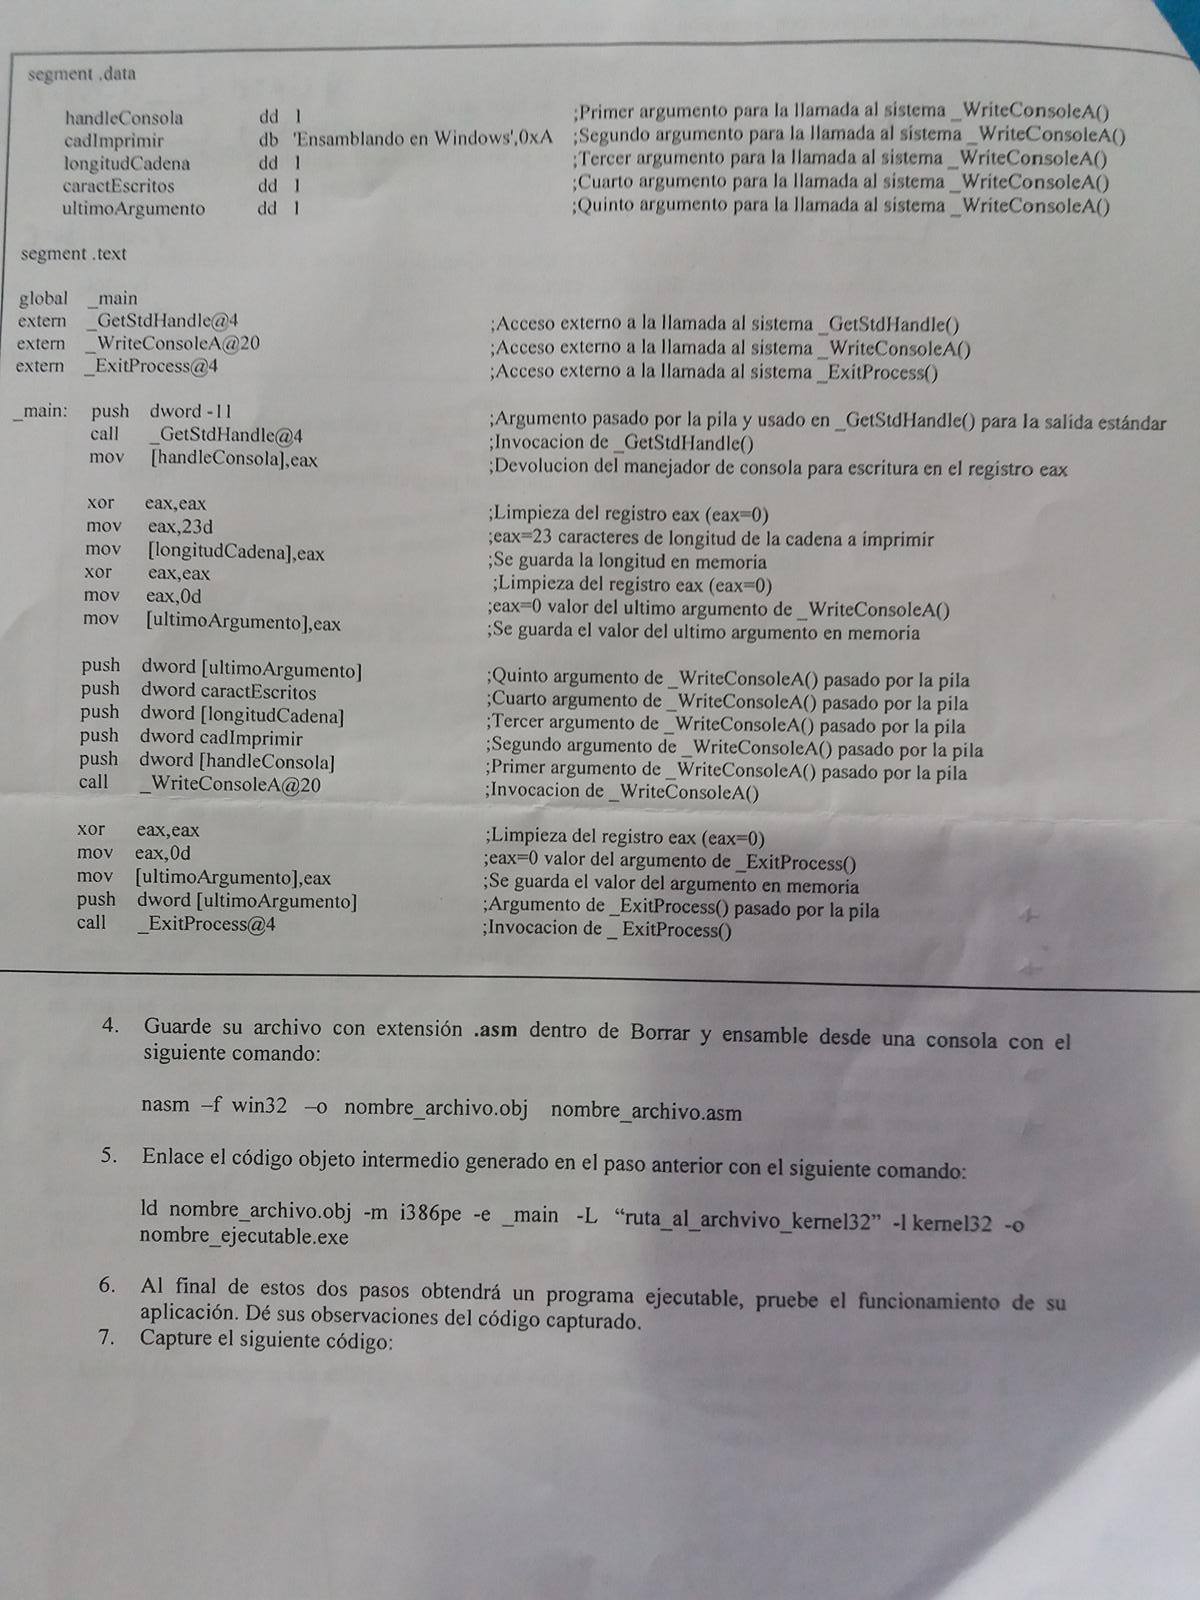 segment .data
handleConsola dd 1 ;Primer argumento para la llamada al sistema _WriteConsoleA()
cadImprimir db 'Ensamblando en Windows',0xA ;Segundo argumento para la llamada al sistema _WriteConsoleA()
longitudCadena dd 1 ;Tercer argumento para la llamada al sistema _WriteConsoleA()
caractEscritos dd 1 ;Cuarto argumento para la llamada al sistema _WriteConsoleA()
ultimoArgumento dd 1 ;Quinto argumento para la llamada al sistema _WriteConsoleA()
segment .text
global _main
extern _GetStdHandle@4 ;Acceso externo a la llamada al sistema _GetStdHandle()
extern _WriteConsoleA@20 ;Acceso externo a la llamada al sistema _WriteConsoleA()
extern _ExitProcess@4 ;Acceso externo a la llamada al sistema _ExitProcess()
_main: push dword -11 ;Argumento pasado por la pila y usado en _GetStdHandle() para la salida estándar
call _GetStdHandle@4 ;Invocacion de _GetStdHandle()
mov [handleConsola],eax ;Devolucion del manejador de consola para escritura en el registro eax
xor eax,eax ;Limpieza del registro eax (eax=0)
mov eax,23d ;eax=23 caracteres de longitud de la cadena a imprimir
mov [longitudCadena],eax ;Se guarda la longitud en memoria
xor eax,eax ;Limpieza del registro eax (eax=0)
mov eax,0d ;eax=0 valor del ultimo argumento de _WriteConsoleA()
mov [ultimoArgumento],eax ;Se guarda el valor del ultimo argumento en memoria
push dword [ultimoArgumento] ;Quinto argumento de _WriteConsoleA() pasado por la pila
push dword caractEscritos ;Cuarto argumento de _WriteConsoleA() pasado por la pila
push dword [longitudCadena] ;Tercer argumento de _WriteConsoleA() pasado por la pila
push dword cadImprimir ;Segundo argumento de _WriteConsoleA() pasado por la pila
push dword [handleConsola] ;Primer argumento de _WriteConsoleA() pasado por la pila
call _WriteConsoleA@20 ;Invocacion de _WriteConsoleA()
xor eax,eax ;Limpieza del registro eax (eax=0)
mov eax,0d ;eax=0 valor del argumento de _ExitProcess()
mov [ultimoArgumento],eax ;Se guarda el valor del argumento en memoria
push dword [ultimoArgumento] ;Argumento de _ExitProcess() pasado por la pila
call _ExitProcess@4 ;Invocacion de _ ExitProcess()
4. Guarde su archivo con extensión .asm dentro de Borrar y ensamble desde una consola con el
siguiente comando:
nasm –f win32 –o nombre_archivo.obj nombre_archivo.asm
5. Enlace el código objeto intermedio generado en el paso anterior con el siguiente comando:
ld nombre_archivo.obj -m i386pe -e _main -L “ruta_al_archvivo_kernel32” -l kernel32 -o
nombre_ejecutable.exe
6. Al final de estos dos pasos obtendrá un programa ejecutable, pruebe el funcionamiento de su
aplicación. Dé sus observaciones del código capturado.
7. Capture el siguiente código: